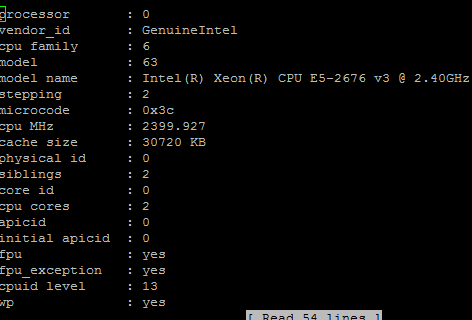 processor : 0
vendor_id : GenuineIntel
cpu family : 6
model : 63
model name : Intel(R) Xeon(R) CPU E5-2676 v3 @ 2.40GHz
stepping : 2
microcode : 0x3c
cpu MHz : 2399.927
cache size : 30720 KB
physical id : 0
siblings : 2
core id : 0
cpu cores : 2
apicid : 0
initial apicid : 0
fpu : yes
fpu_exception : yes
cpuid level : 13
wp : yes
[ Read 54 lines ]